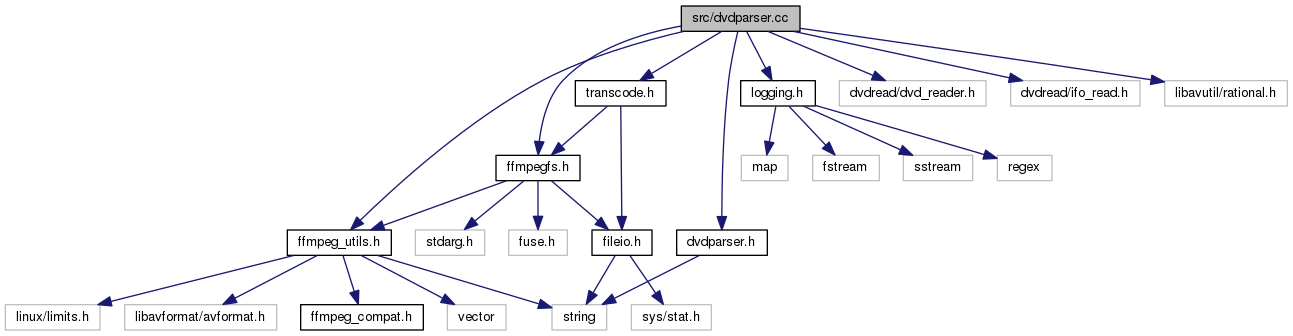 src/dvdparser.cc
transcode.h
logging.h
dvdread/dvd_reader.h
dvdread/ifo_read.h
libavutil/rational.h
ffmpegfs.h
map
fstream
sstream
regex
ffmpeg_utils.h
stdarg.h
fuse.h
fileio.h
dvdparser.h
linux/limits.h
libavformat/avformat.h
ffmpeg_compat.h
vector
string
sys/stat.h